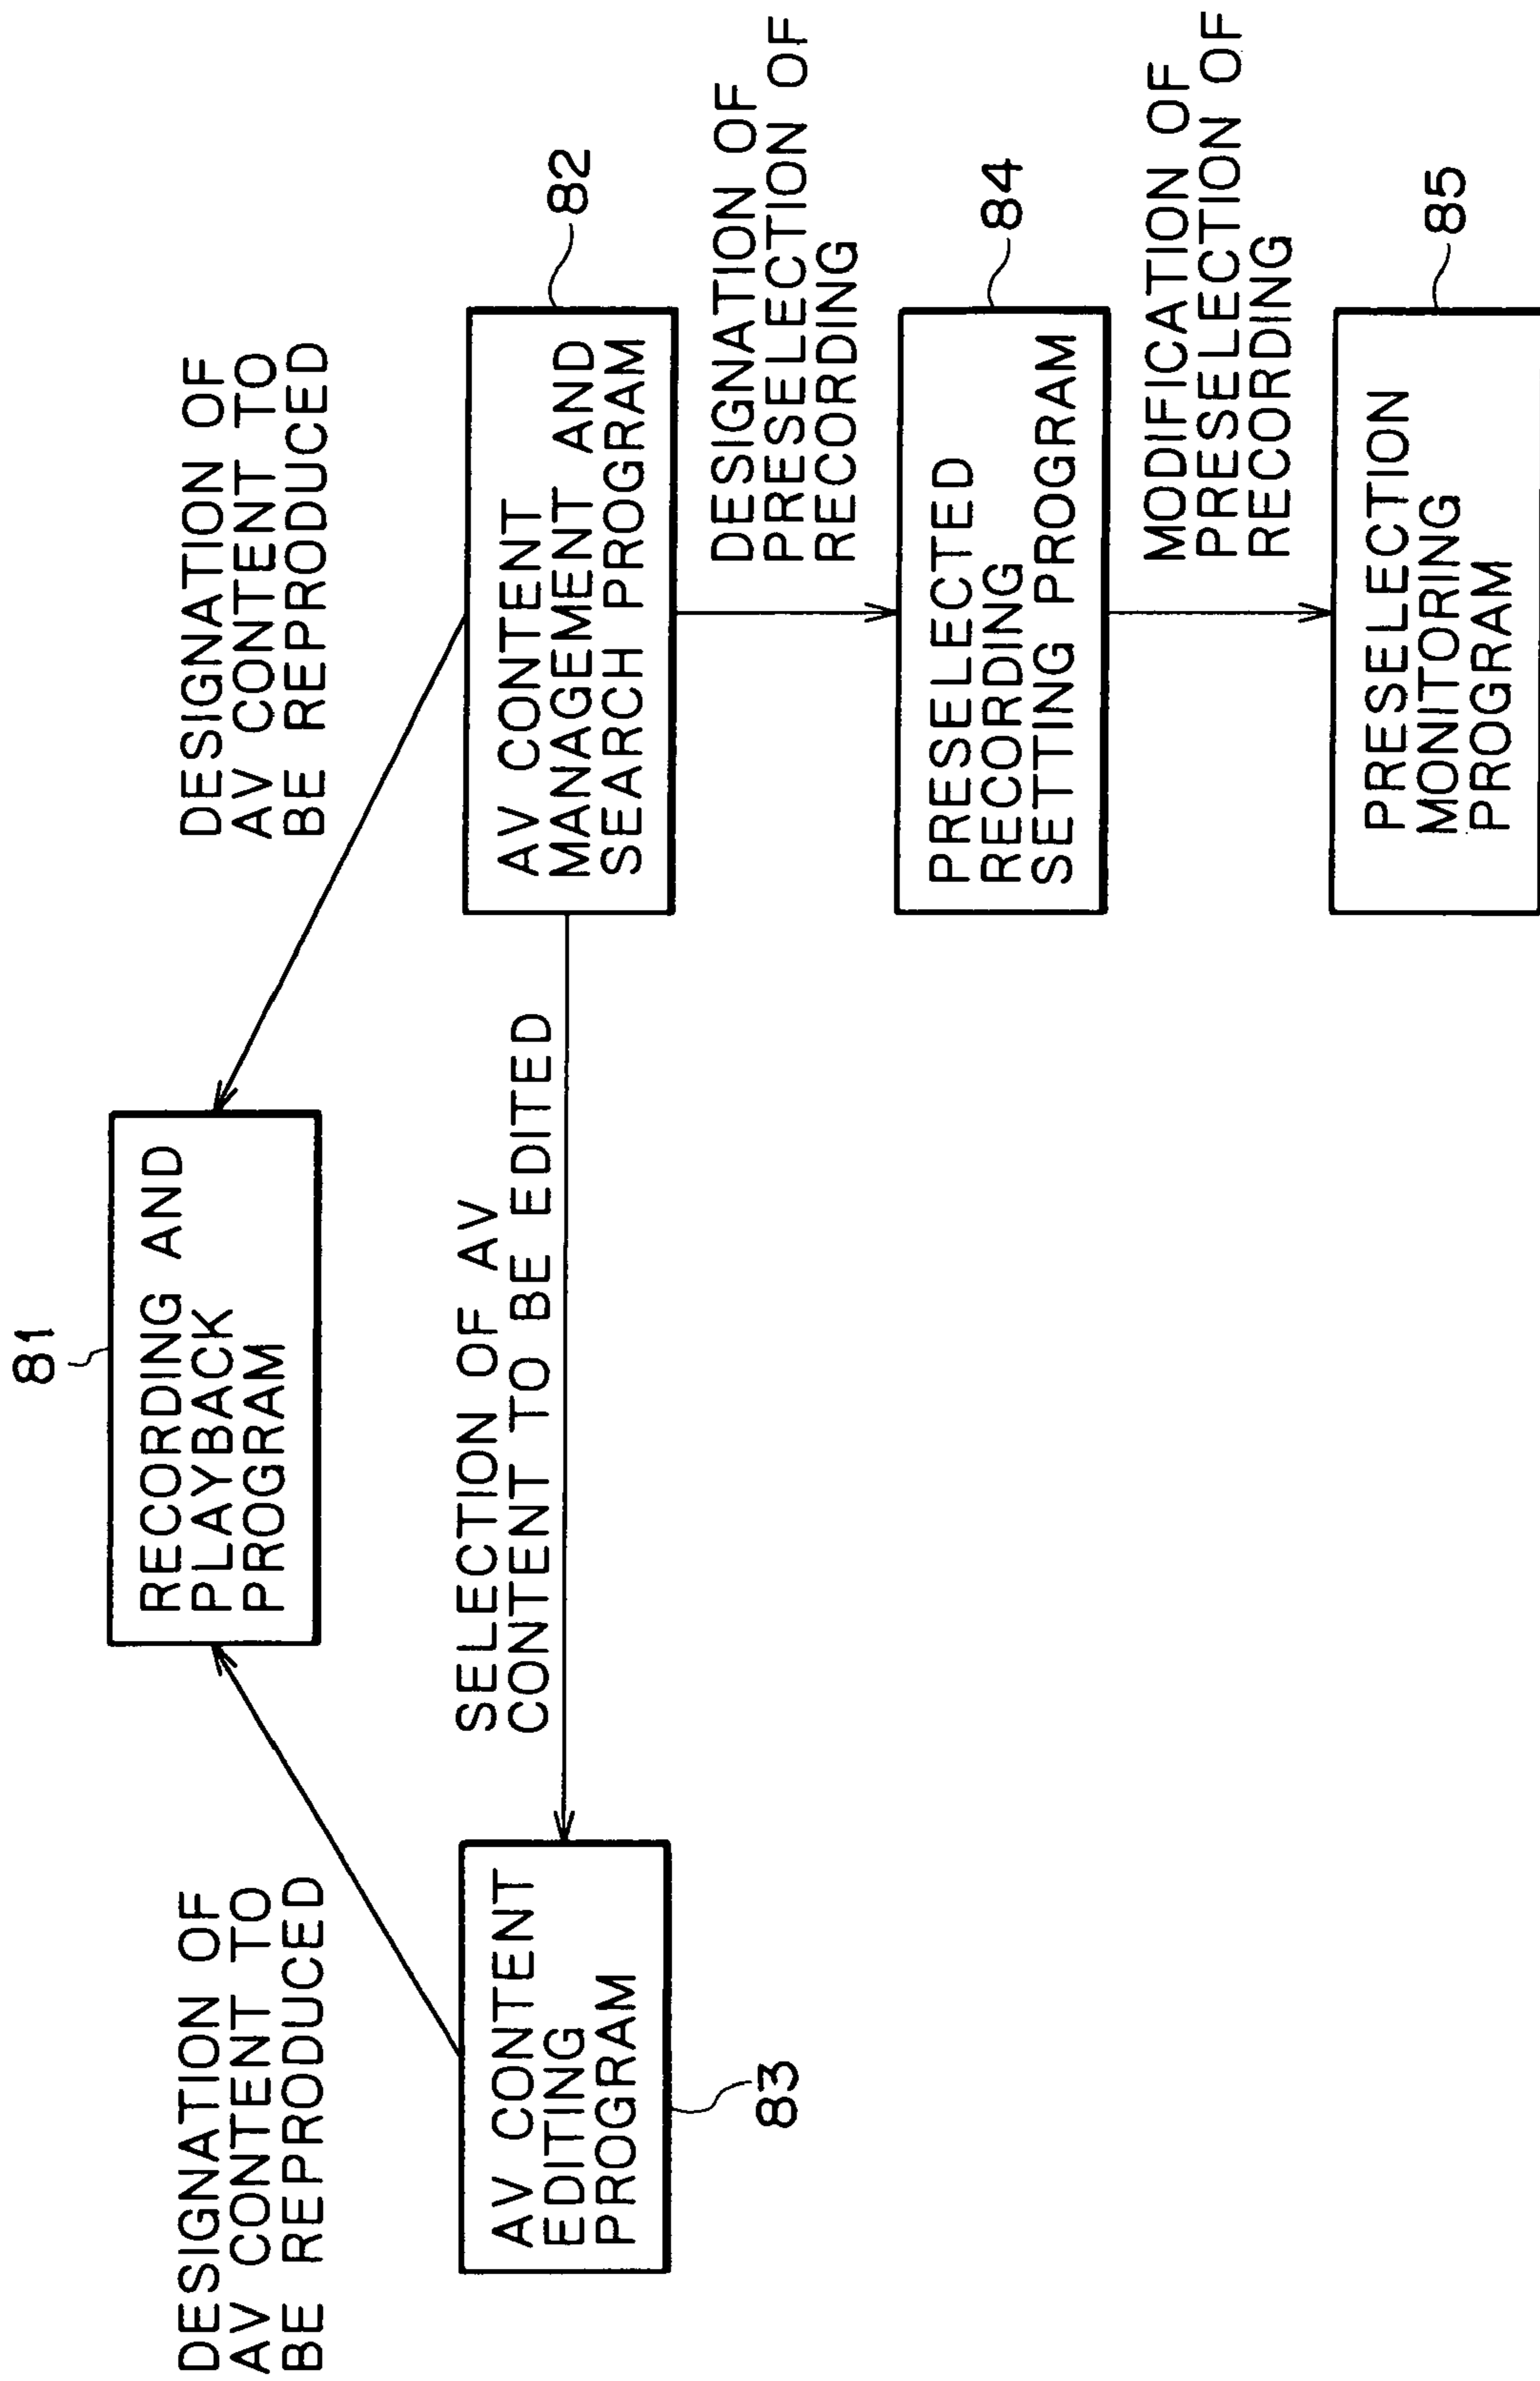 81
RECORDING AND
PLAYBACK
PROGRAM
DESIGNATION OF
AV CONTENT TO
BE REPRODUCED
DESIGNATION OF
AV CONTENT TO
BE REPRODUCED
SELECTION OF AV
CONTENT TO BE EDITED
AV CONTENT
EDITING
PROGRAM
83
AV CONTENT
MANAGEMENT AND
SEARCH PROGRAM
82
DESIGNATION OF
PRESELECTION OF
RECORDING
PRESELECTED
RECORDING
SETTING PROGRAM
84
MODIFICATION OF
PRESELECTION OF
RECORDING
PRESELECTION
MONITORING
PROGRAM
85